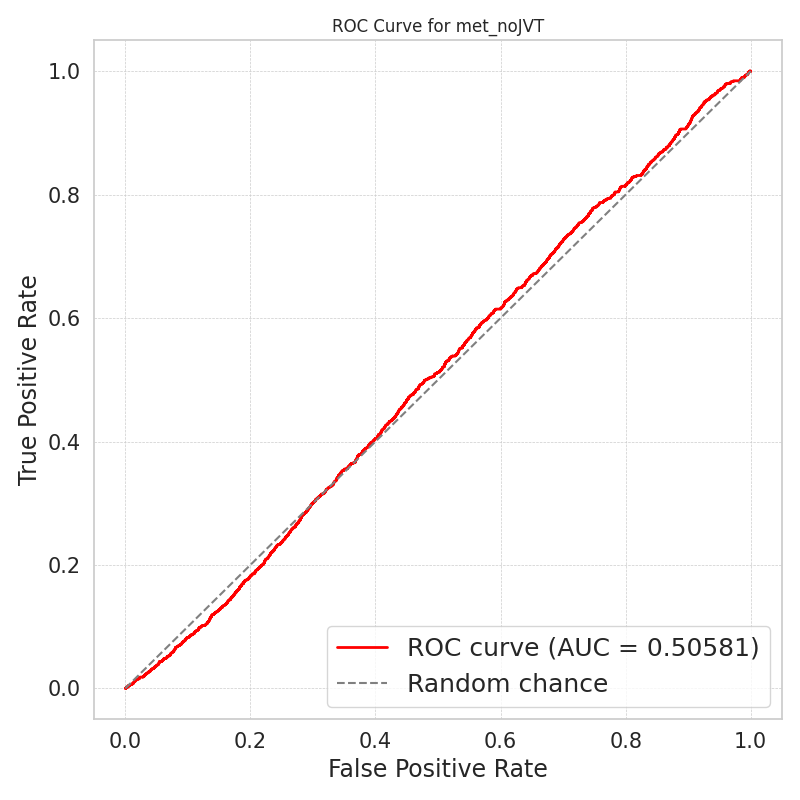 ROC Curve for met_noJVT
1.0
0.8
0.6
0.4
0.2
0.0
True Positive Rate
ROC curve (AUC = 0.50581)
Random chance
0.0 0.2 0.4 0.6 0.8 1.0
False Positive Rate